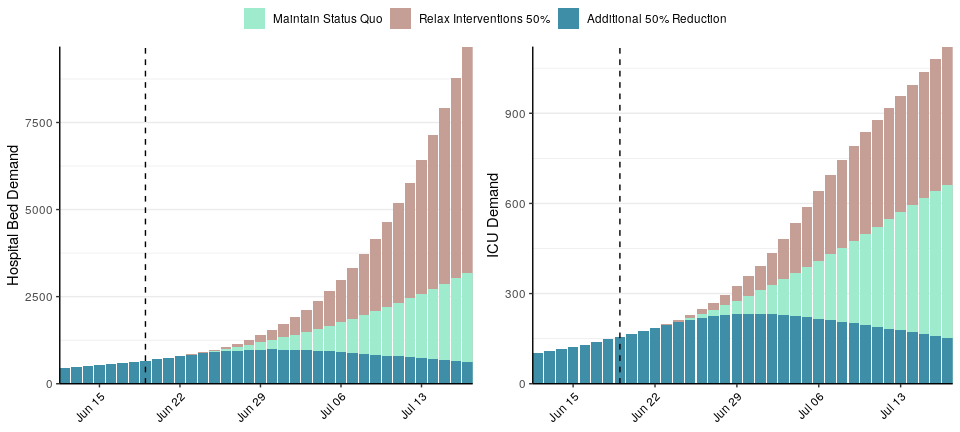 Maintain Status Quo Relax Interventions 50% Additional 50% Reduction
Hospital Bed Demand
7500
5000
2500
0
Jun 15 Jun 22 Jun 29 Jul 06 Jul 13
ICU Demand
900
600
300
0
Jun 15 Jun 22 Jun 29 Jul 06 Jul 13